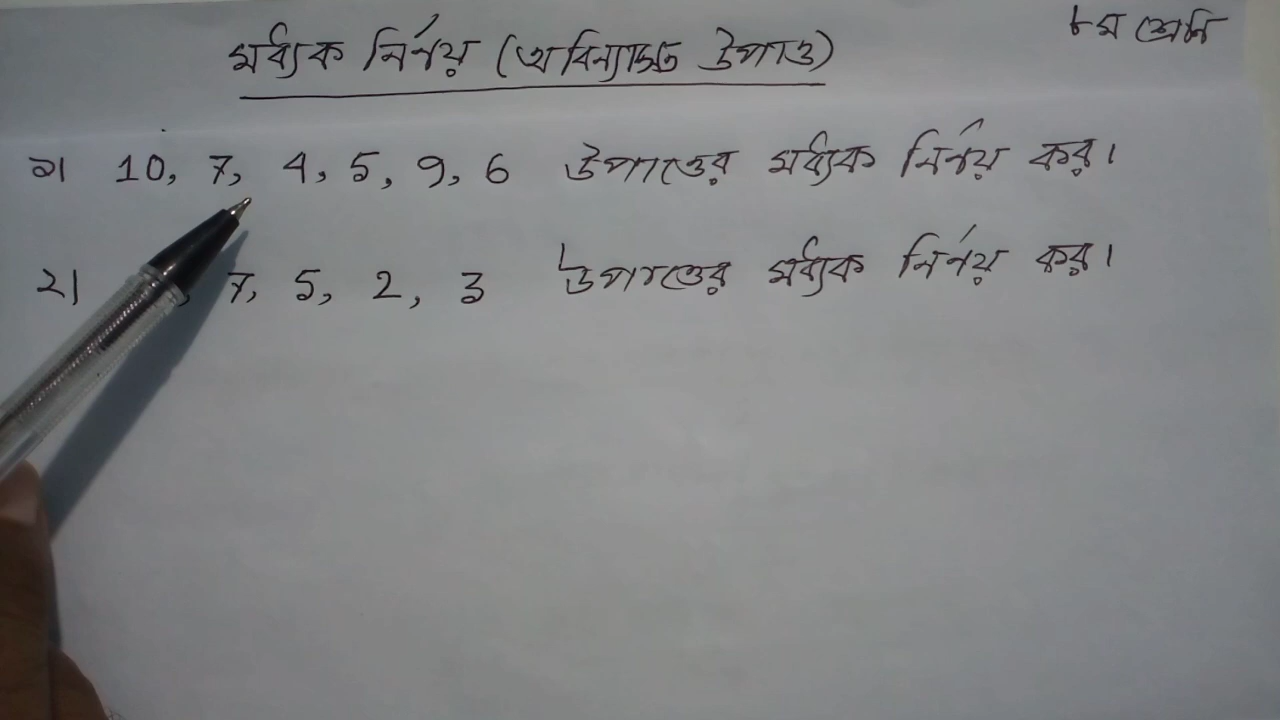 মধ্যক নির্ণয় (অবিন্যাস্ত উপাত্ত)
৮ম শ্রেনি
১। 10, 7, 4, 5, 9, 6 উপাত্তের মধ্যক নির্ণয় কর।
২। , 7, 5, 2, 3 উপাত্তের মধ্যক নির্ণয় কর।